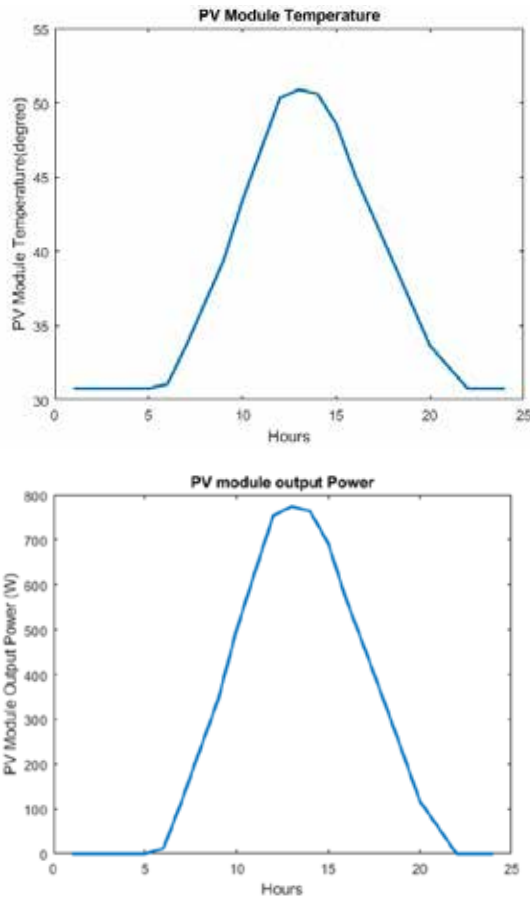 PV Module Temperature
55
50
45
40
35
30
PV Module Temperature(degree)
0 5 10 15 20 25
Hours
PV module output Power
800
700
600
500
400
300
200
100
0
PV Module Output Power (W)
0 5 10 15 20 25
Hours